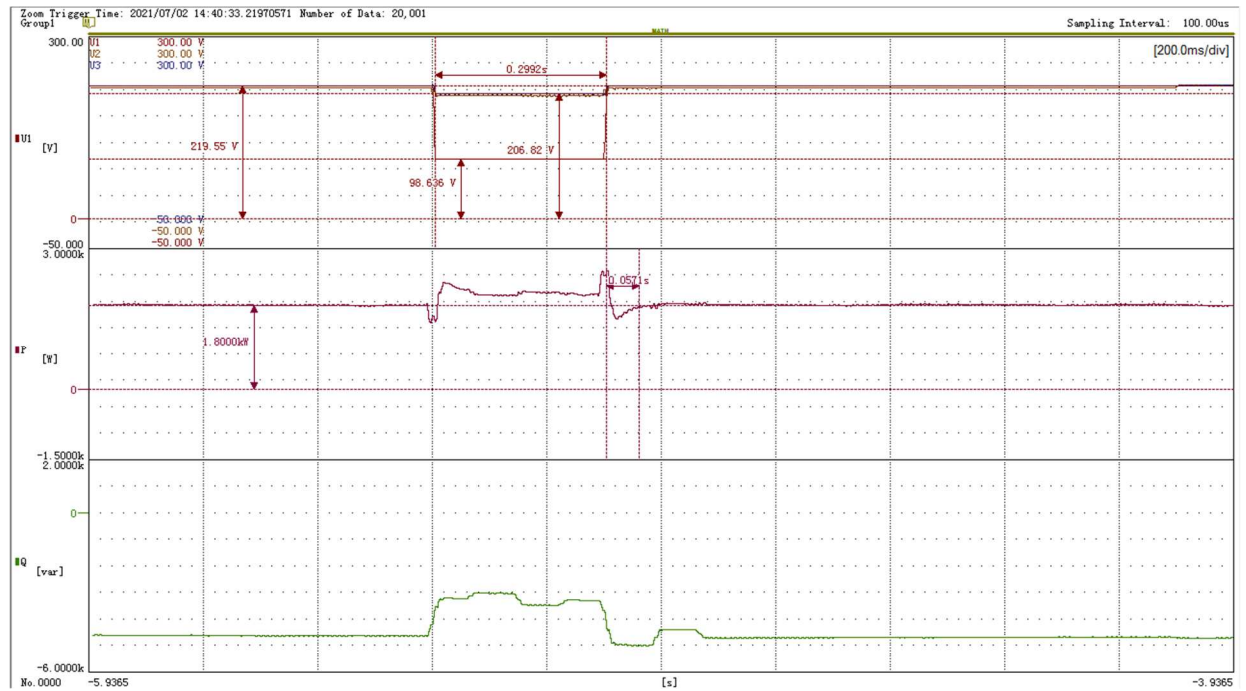 Zoom Trigger Time: 2021/07/02 14:40:33.21970571 Number of Data: 20,001
Group1
Sampling Interval: 100.00us
MATH
300.00
U1 300.00 V
U2 300.00 V
U3 300.00 V
[200.0ms/div]
0.2992s
U1
[V]
219.55 V
206.82 V
98.636 V
0
-50.000 V
-50.000 V
-50.000 V
-50.000
3.0000k
0.0571s
1.8000kW
P
[W]
0
-1.5000k
2.0000k
0
Q
[var]
-6.0000k
No.0000 -5.9365 [s] -3.9365